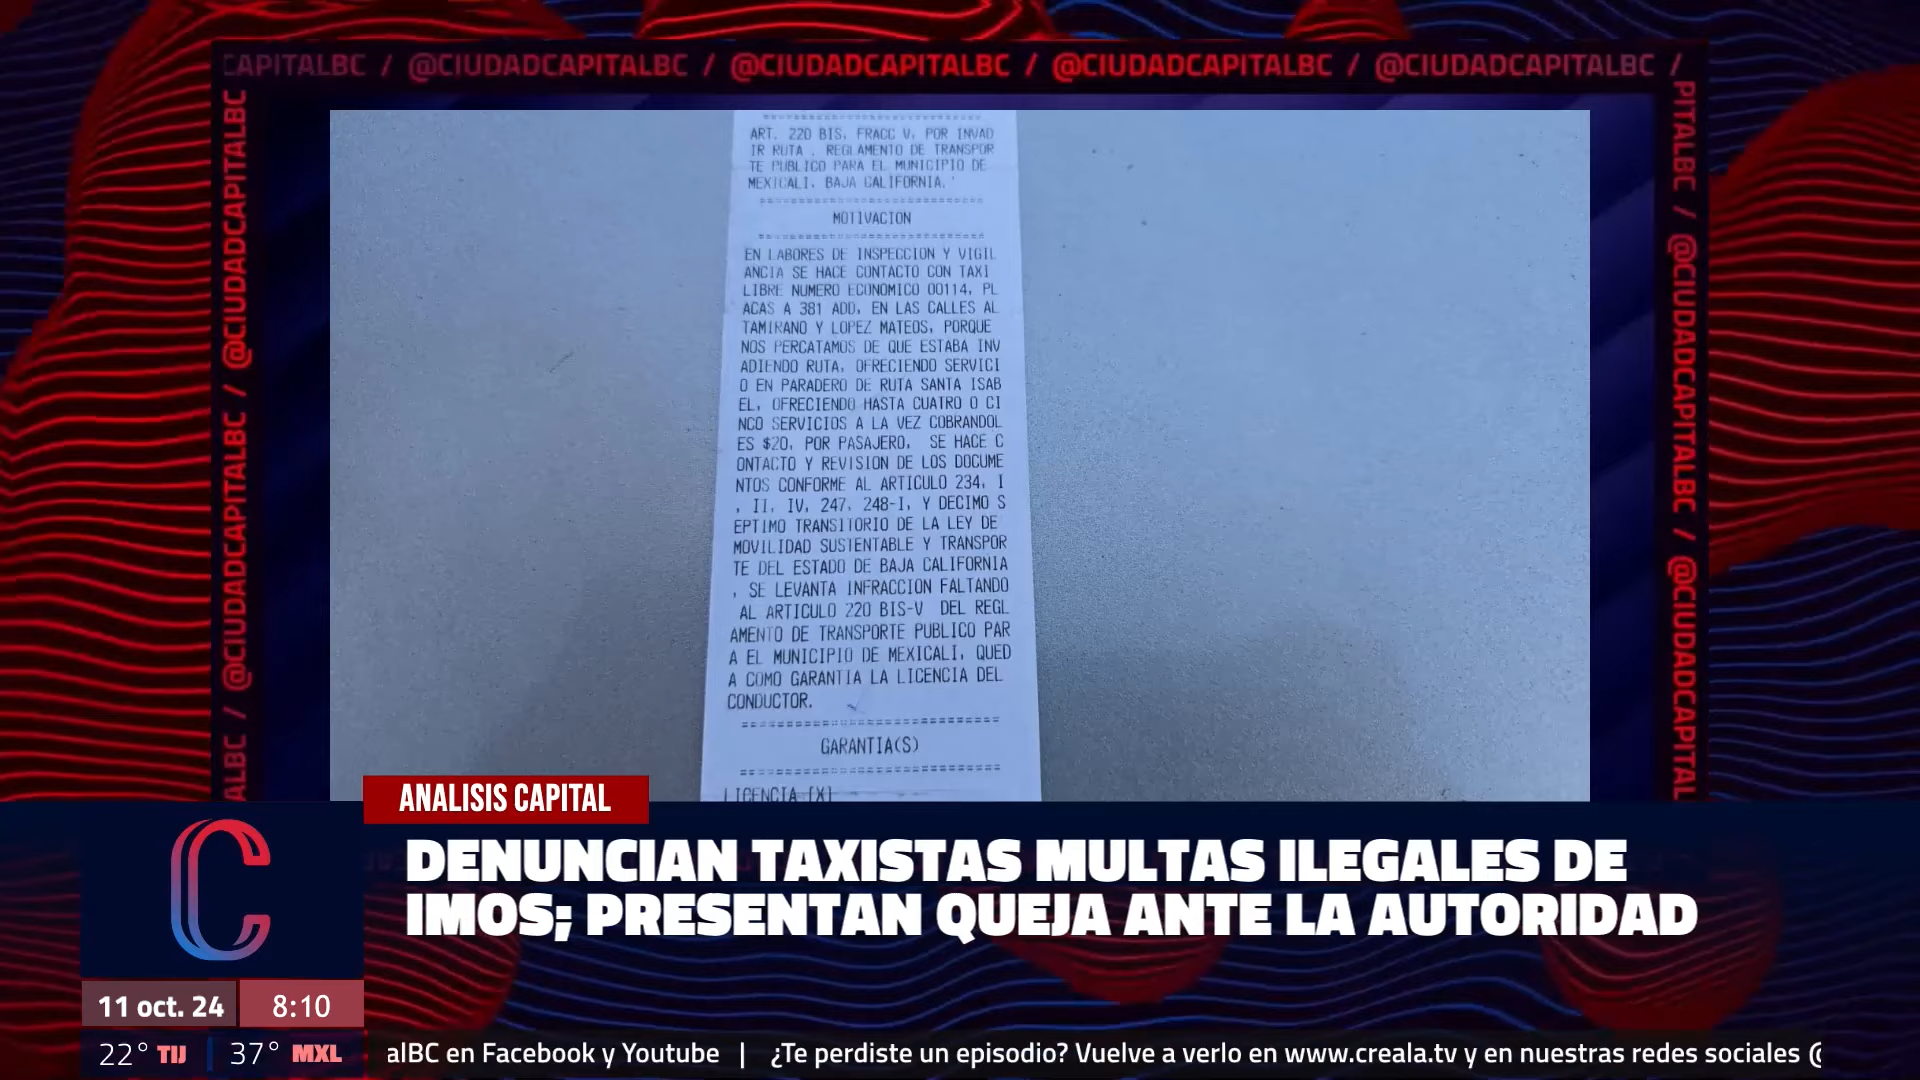 CAPITALBC / @CIUDADCAPITALBC / @CIUDADCAPITALBC / @CIUDADCAPITALBC / @CIUDADCAPITALBC /
ALBC / @CIUDADCAPITALBC / @CIUDADCAPITALBC
PITALBC / @CIUDADCAPITALBC / @CIUDADCAPITAL
ART. 220 BIS, FRACC V, POR INVAD
IR RUTA . REGLAMENTO DE TRANSPOR
TE PUBLICO PARA EL MUNICIPIO DE
MEXICALI, BAJA CALIFORNIA.
MOTIVACION
EN LABORES DE INSPECCION Y VIGIL
ANCIA SE HACE CONTACTO CON TAXI
LIBRE NUMERO ECONOMICO 00114, PL
ACAS A 381 ADD, EN LAS CALLES AL
TAMIRANO Y LOPEZ MATEOS, PORQUE
NOS PERCATAMOS DE QUE ESTABA INV
ADIENDO RUTA, OFRECIENDO SERVICI
O EN PARADERO DE RUTA SANTA ISAB
EL, OFRECIENDO HASTA CUATRO O CI
NCO SERVICIOS A LA VEZ COBRANDOL
ES $20, POR PASAJERO, SE HACE C
ONTACTO Y REVISION DE LOS DOCUME
NTOS CONFORME AL ARTICULO 234, I
, II, IV, 247, 248-I, Y DECIMO S
EPTIMO TRANSITORIO DE LA LEY DE
MOVILIDAD SUSTENTABLE Y TRANSPOR
TE DEL ESTADO DE BAJA CALIFORNIA
, SE LEVANTA INFRACCION FALTANDO
AL ARTICULO 220 BIS-V DEL REGL
AMENTO DE TRANSPORTE PUBLICO PAR
A EL MUNICIPIO DE MEXICALI, QUED
A COMO GARANTIA LA LICENCIA DEL
CONDUCTOR.
GARANTIA(S)
LICENCIA [X]
ANALISIS CAPITAL
DENUNCIAN TAXISTAS MULTAS ILEGALES DE
IMOS; PRESENTAN QUEJA ANTE LA AUTORIDAD
C
11 oct. 24 8:10
22° TIJ | 37° MXL
alBC en Facebook y Youtube | ¿Te perdiste un episodio? Vuelve a verlo en www.creala.tv y en nuestras redes sociales @